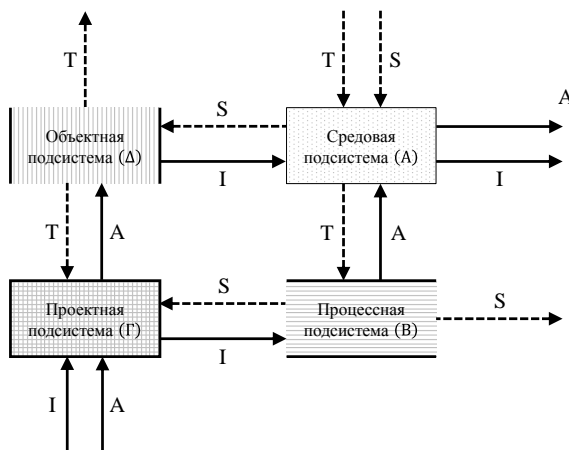 T
T
S
A
S
Объектная
подсистема (Δ)
Средовая
подсистема (А)
I
I
T
A
T
A
S
S
Проектная
подсистема (Г)
Процессная
подсистема (В)
I
I
A